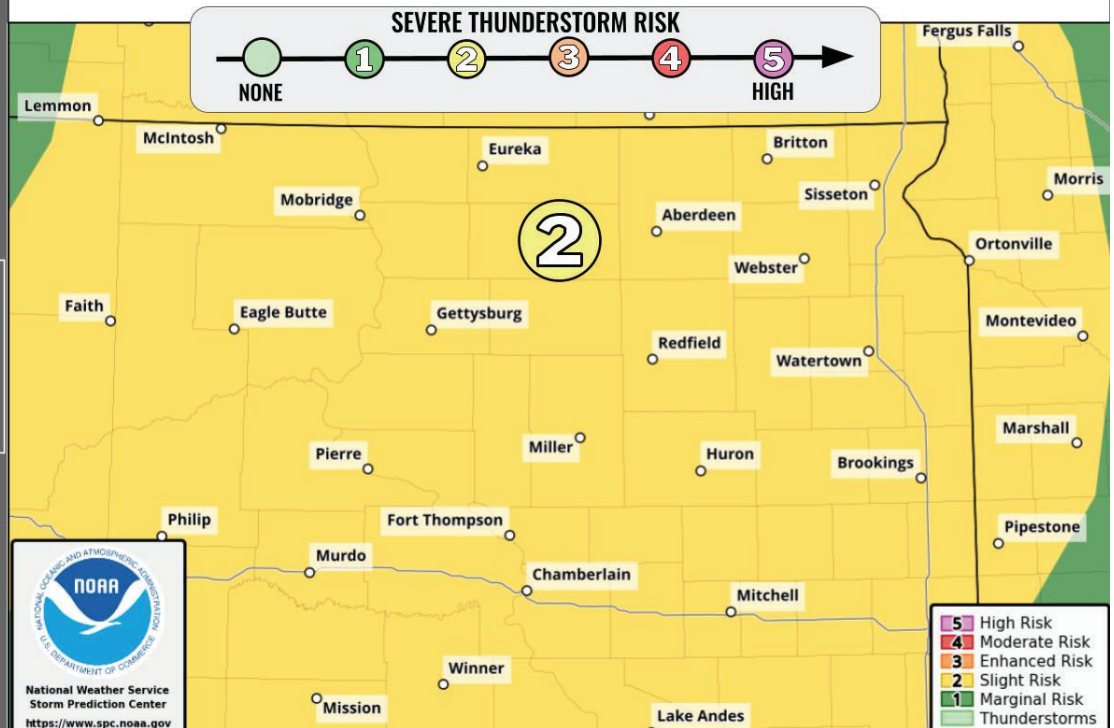 SEVERE THUNDERSTORM RISK
1
2
3
4
5
NONE
HIGH
Fergus Falls
Lemmon
McIntosh
Eureka
Britton
Mobridge
Sisseton
Morris
Aberdeen
2
Webster
Ortonville
Faith
Eagle Butte
Gettysburg
Redfield
Watertown
Montevideo
Pierre
Miller
Huron
Brookings
Marshall
Philip
Fort Thompson
Pipestone
Murdo
Chamberlain
Mitchell
Winner
Mission
Lake Andes
NATIONAL OCEANIC AND ATMOSPHERIC ADMINISTRATION
NOAA
U.S. DEPARTMENT OF COMMERCE
National Weather Service
Storm Prediction Center
https://www.spc.noaa.gov
5 High Risk
4 Moderate Risk
3 Enhanced Risk
2 Slight Risk
1 Marginal Risk
Thunderstorms